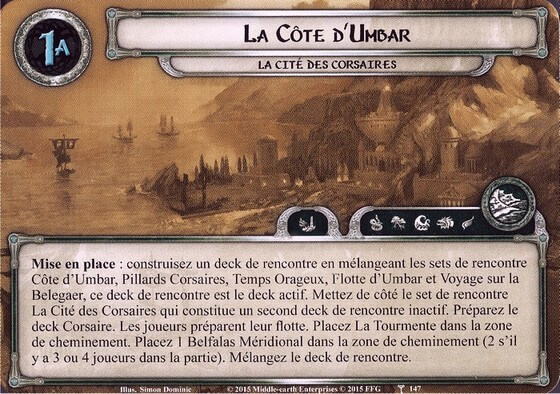 1A
La Côte d'Umbar
La Cité des Corsaires
Mise en place : construisez un deck de rencontre en mélangeant les sets de rencontre
Côte d'Umbar, Pillards Corsaires, Temps Orageux, Flotte d'Umbar et Voyage sur la
Belegaer, ce deck de rencontre est le deck actif. Mettez de côté le set de rencontre
La Cité des Corsaires qui constitue un second deck de rencontre inactif. Préparez le
deck Corsaire. Les joueurs préparent leur flotte. Placez La Tourmente dans la zone
de cheminement. Placez 1 Belfalas Méridional dans la zone de cheminement (2 s'il
y a 3 ou 4 joueurs dans la partie). Mélangez le deck de rencontre.
Illus. Simon Dominic © 2015 Middle-earth Enterprises © 2015 FFG 147